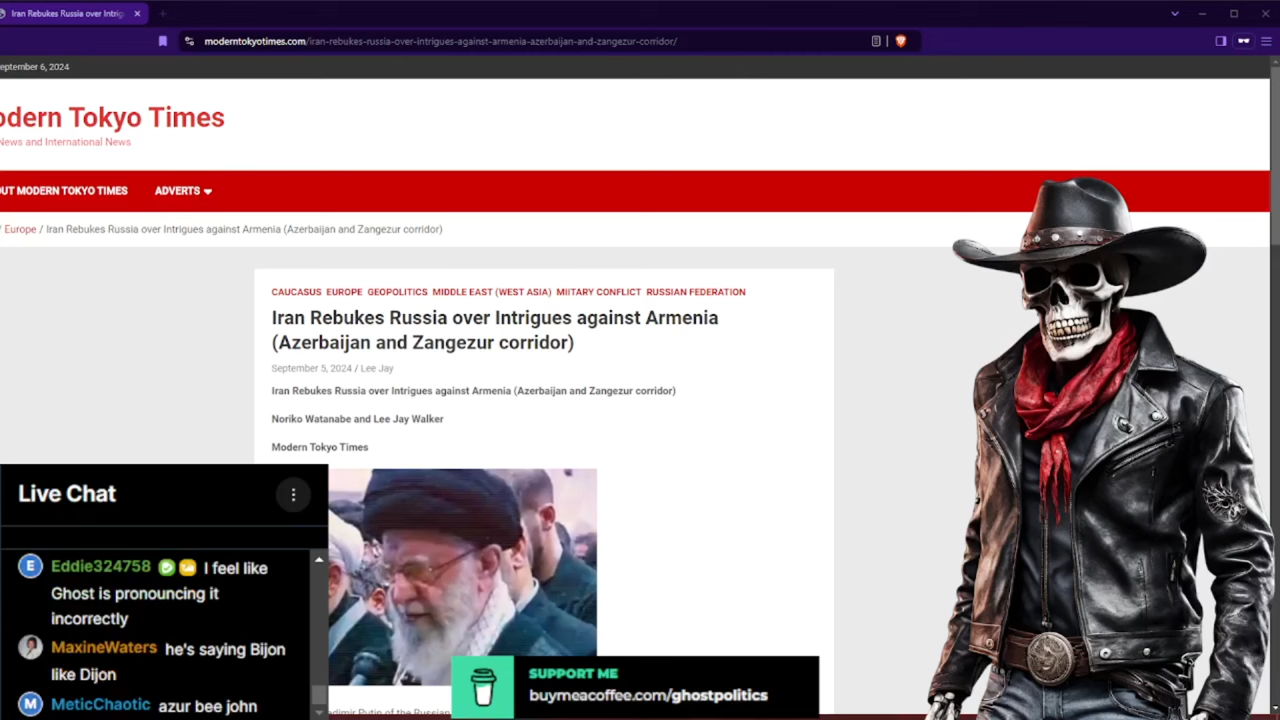 Iran Rebukes Russia over Intrig
moderntokyotimes.com/iran-rebukes-russia-over-intrigues-against-armenia-azerbaijan-and-zangezur-corridor/
eptember 6, 2024
odern Tokyo Times
News and International News
OUT MODERN TOKYO TIMES ADVERTS
/ Europe / Iran Rebukes Russia over Intrigues against Armenia (Azerbaijan and Zangezur corridor)
CAUCASUS EUROPE GEOPOLITICS MIDDLE EAST (WEST ASIA) MIITARY CONFLICT RUSSIAN FEDERATION
Iran Rebukes Russia over Intrigues against Armenia
(Azerbaijan and Zangezur corridor)
September 5, 2024 / Lee Jay
Iran Rebukes Russia over Intrigues against Armenia (Azerbaijan and Zangezur corridor)
Noriko Watanabe and Lee Jay Walker
Modern Tokyo Times
Live Chat
E Eddie324758 I feel like
Ghost is pronouncing it
incorrectly
MaxineWaters he's saying Bijon
like Dijon
M MeticChaotic azur bee john
SUPPORT ME
buymeacoffee.com/ghostpolitics
adimir Putin of the Russian